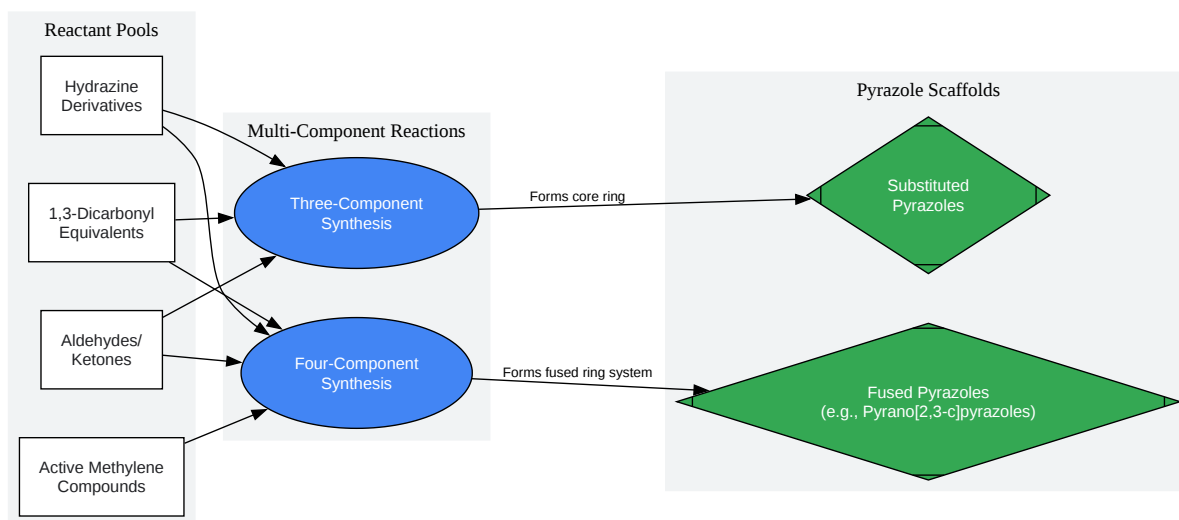 Reactant Pools
Hydrazine
Derivatives
1,3-Dicarbonyl
Equivalents
Aldehydes/
Ketones
Active Methylene
Compounds
Multi-Component Reactions
Three-Component
Synthesis
Four-Component
Synthesis
Forms core ring
Forms fused ring system
Pyrazole Scaffolds
Substituted
Pyrazoles
Fused Pyrazoles
(e.g., Pyrano[2,3-c]pyrazoles)